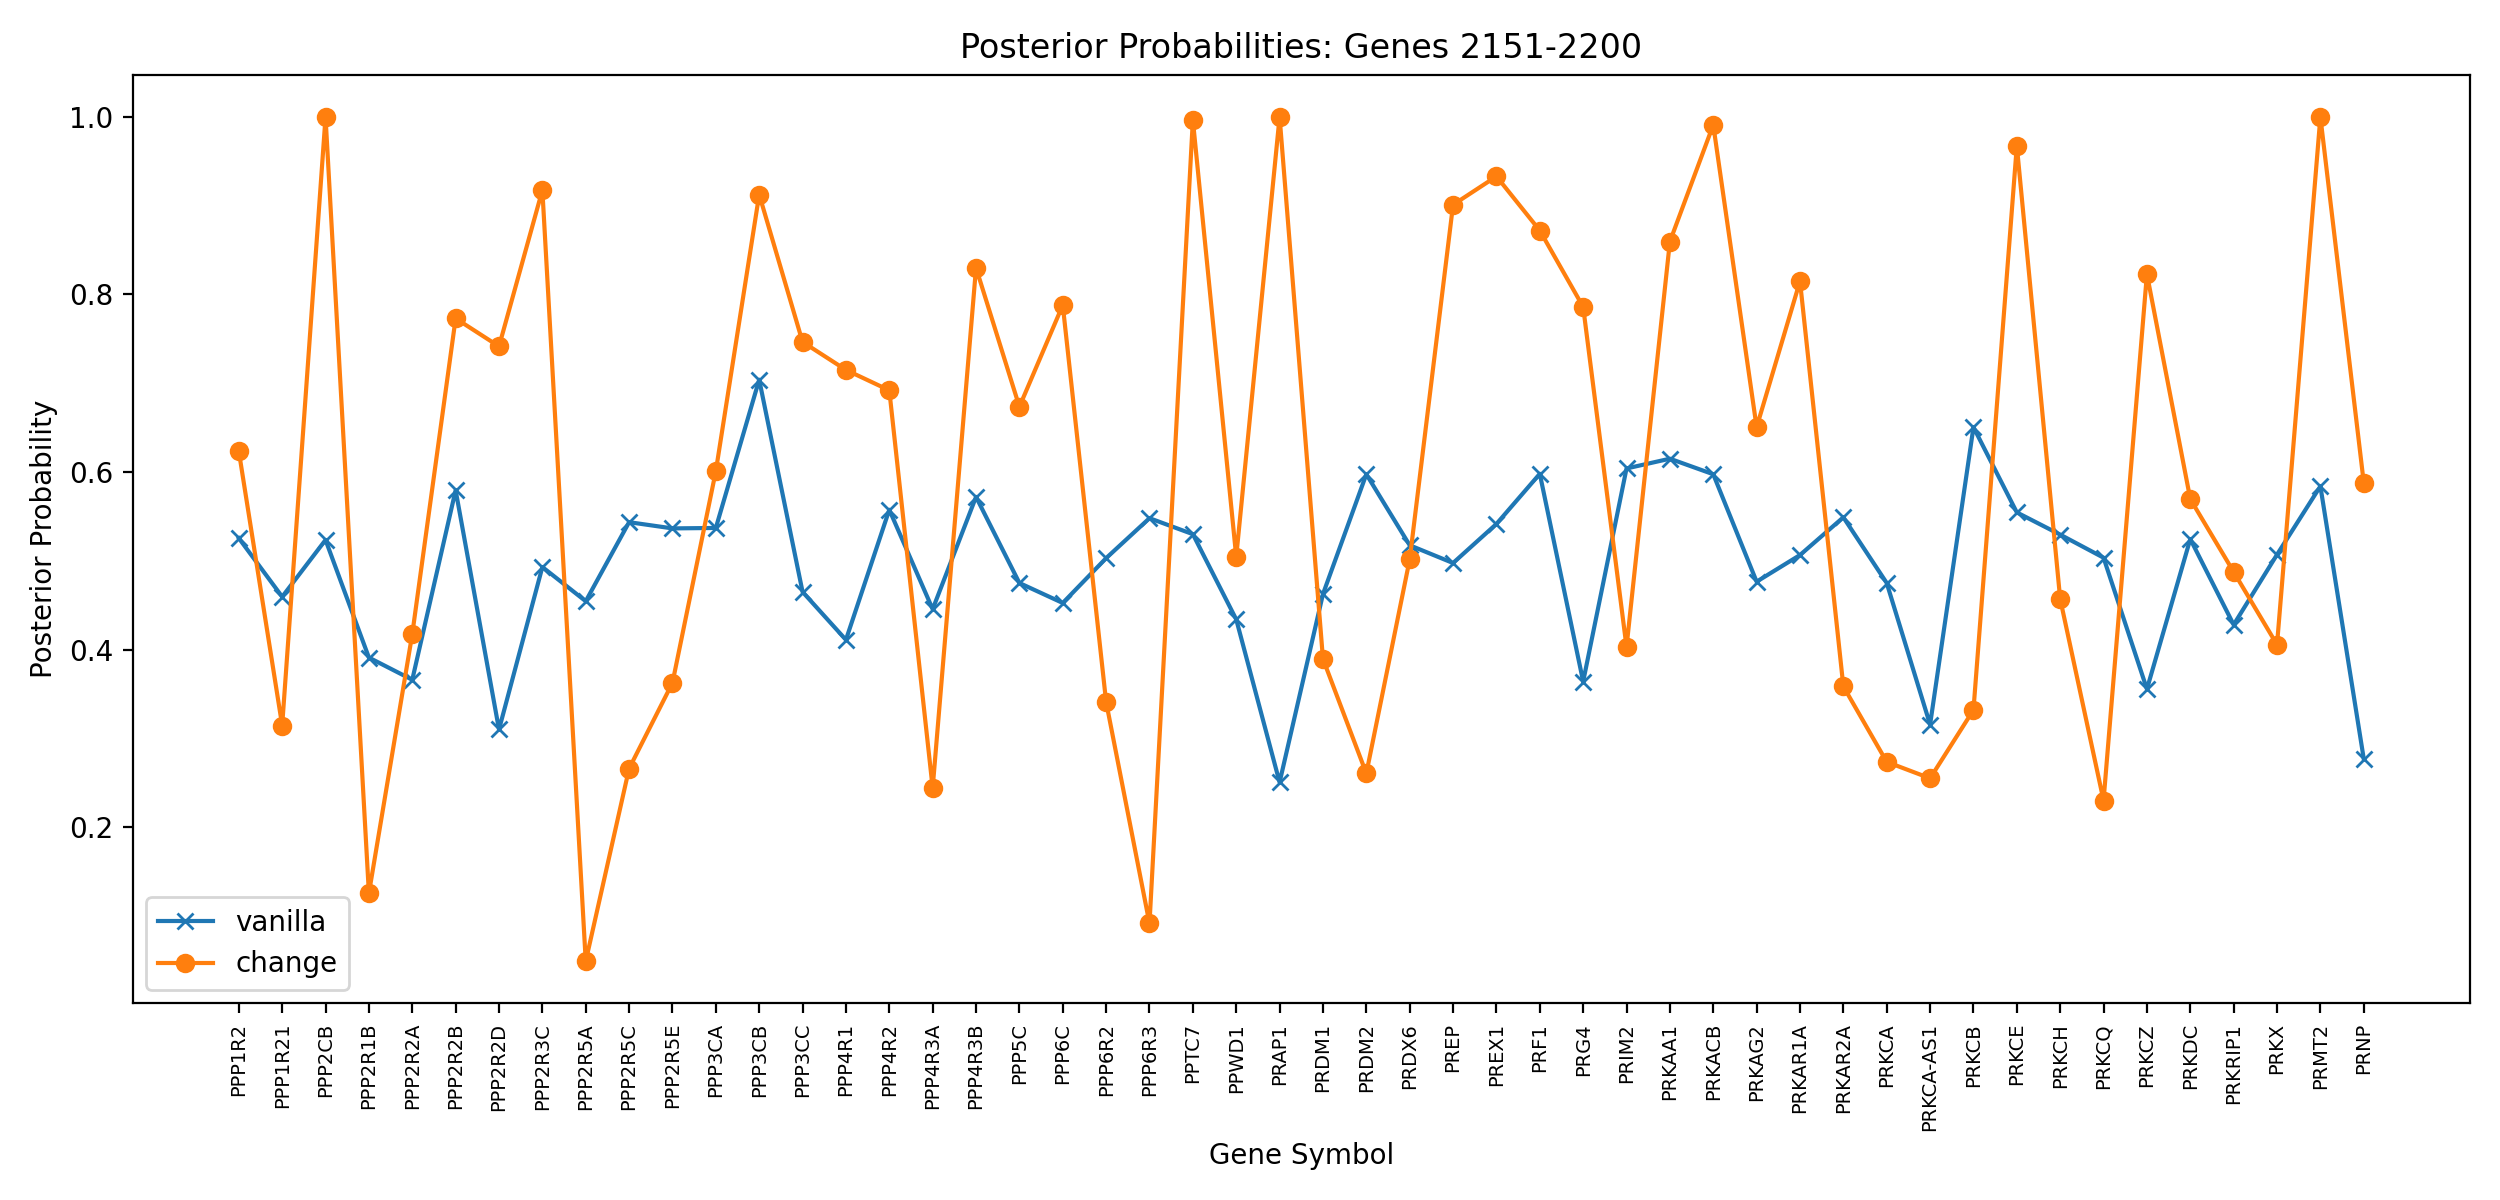 Posterior Probabilities: Genes 2151-2200
Posterior Probability
1.0
0.8
0.6
0.4
0.2
vanilla
change
PPP1R2
PPP1R21
PPP2CB
PPP2R1B
PPP2R2A
PPP2R2B
PPP2R2D
PPP2R3C
PPP2R5A
PPP2R5C
PPP2R5E
PPP3CA
PPP3CB
PPP3CC
PPP4R1
PPP4R2
PPP4R3A
PPP4R3B
PPP5C
PPP6C
PPP6R2
PPP6R3
PPTC7
PPWD1
PRAP1
PRDM1
PRDM2
PRDX6
PREP
PREX1
PRF1
PRG4
PRIM2
PRKAA1
PRKACB
PRKAG2
PRKAR1A
PRKAR2A
PRKCA
PRKCA-AS1
PRKCB
PRKCE
PRKCH
PRKCQ
PRKCZ
PRKDC
PRKRIP1
PRKX
PRMT2
PRNP
Gene Symbol